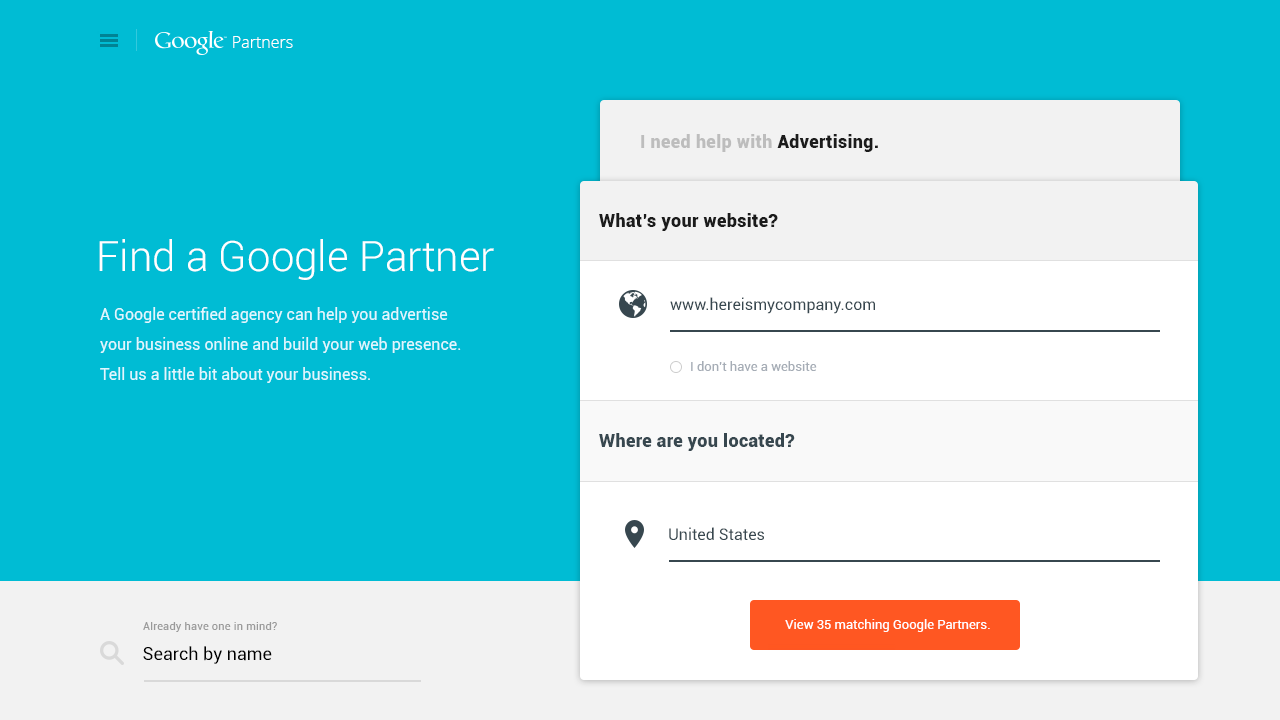 Google Partners
I need help with Advertising.
What's your website?
www.hereismycompany.com
I don't have a website
Where are you located?
United States
View 35 matching Google Partners.
Find a Google Partner
A Google certified agency can help you advertise
your business online and build your web presence.
Tell us a little bit about your business.
Already have one in mind?
Search by name